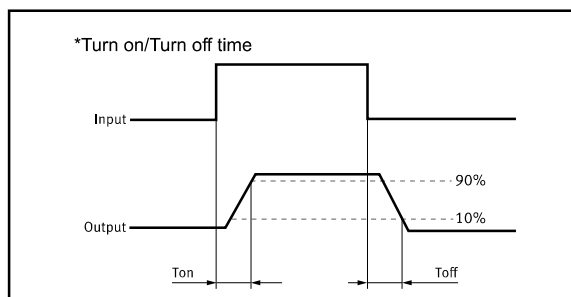 *Turn on/Turn off time
Input
90%
10%
Output
Ton
Toff